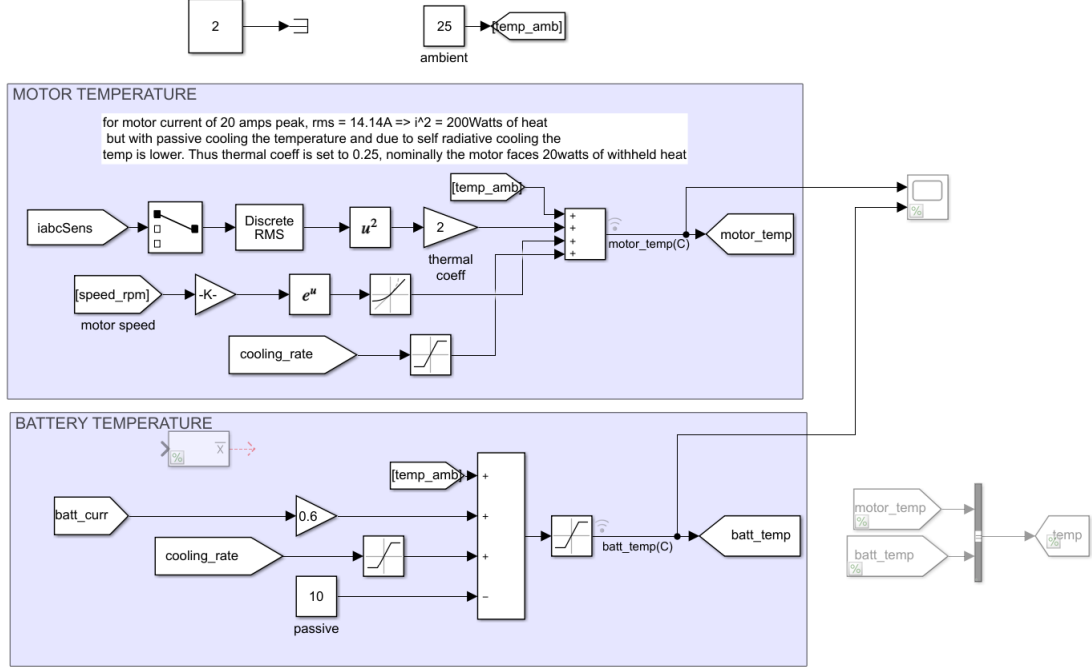 2
25
[temp_amb]
ambient
MOTOR TEMPERATURE
for motor current of 20 amps peak, rms = 14.14A => i^2 = 200Watts of heat
but with passive cooling the temperature and due to self radiative cooling the
temp is lower. Thus thermal coeff is set to 0.25, nominally the motor faces 20watts of withheld heat
[temp_amb]
iabcSens
Discrete
RMS
u²
2
thermal
coeff
+
+
+
+
motor_temp(C)
motor_temp
[speed_rpm]
motor speed
-K-
eᵘ
cooling_rate
BATTERY TEMPERATURE
x
[temp_amb]
batt_curr
0.6
cooling_rate
10
passive
+
+
+
−
batt_temp(C)
batt_temp
motor_temp
batt_temp
temp